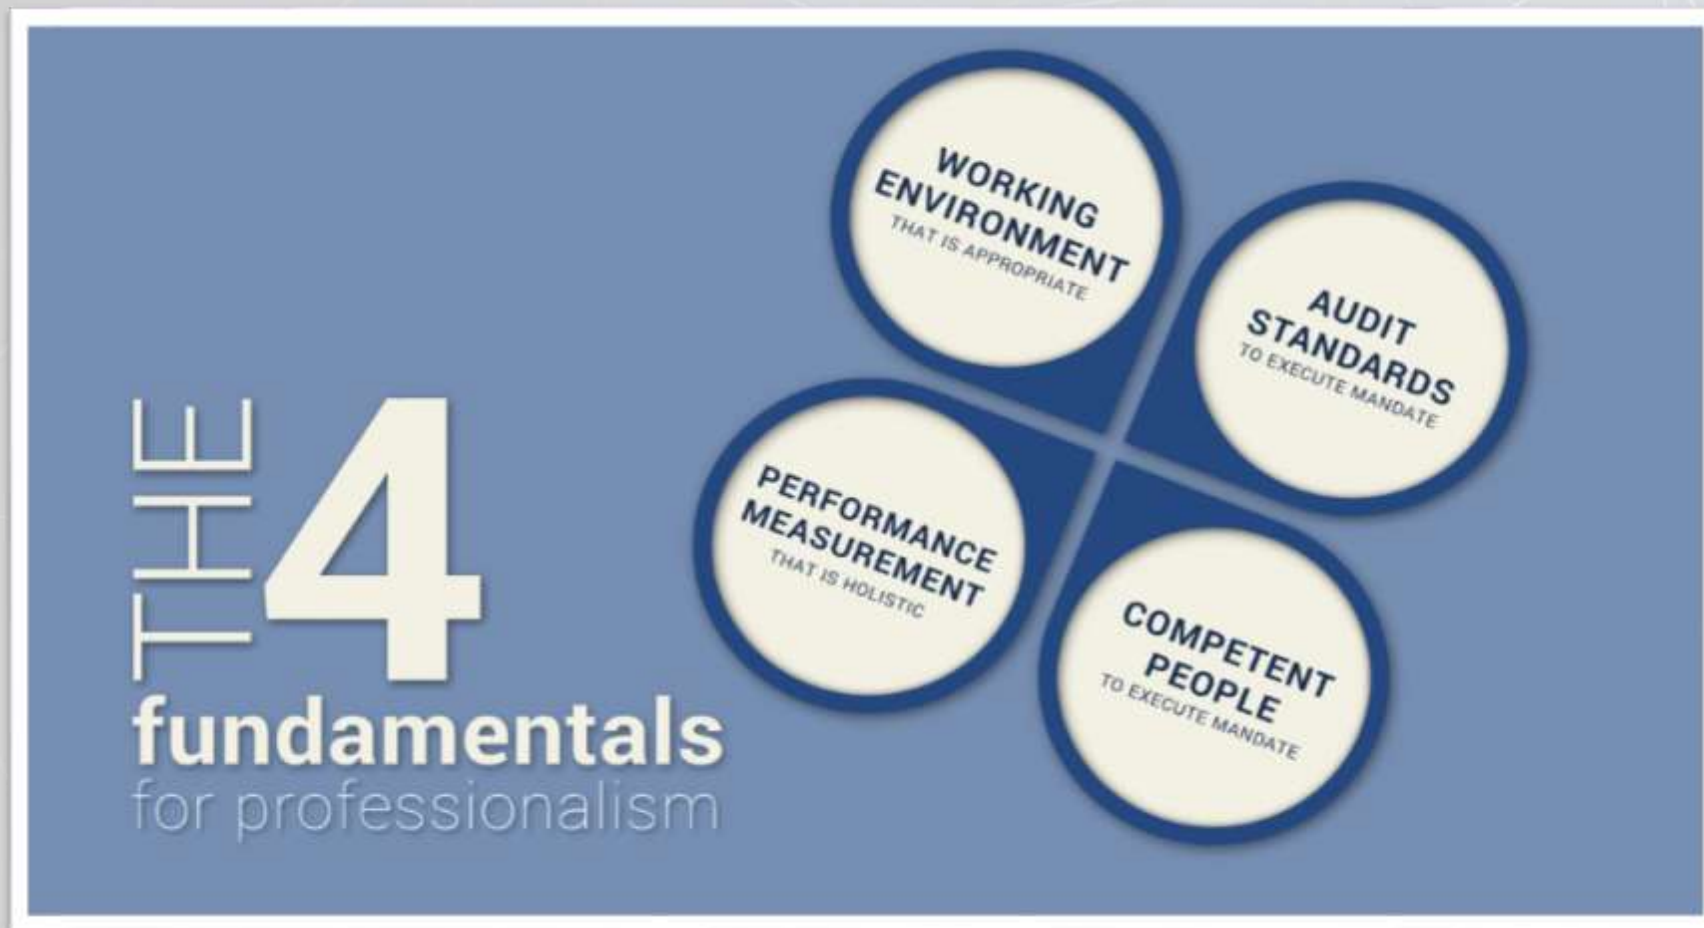 THE
4
fundamentals
for professionalism
WORKING
ENVIRONMENT
THAT IS APPROPRIATE
AUDIT
STANDARDS
TO EXECUTE MANDATE
PERFORMANCE
MEASUREMENT
THAT IS HOLISTIC
COMPETENT
PEOPLE
TO EXECUTE MANDATE